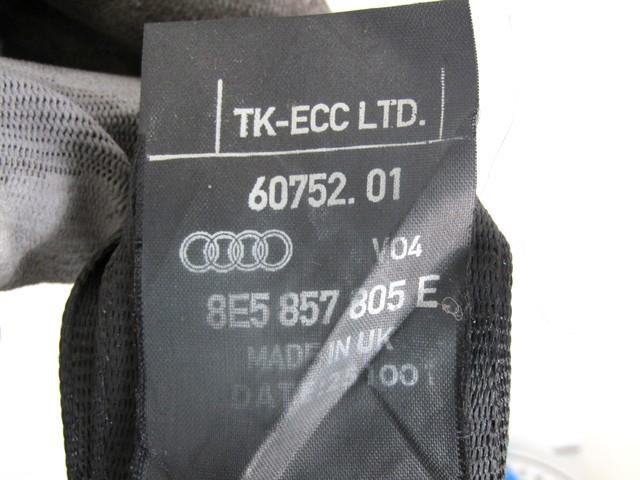 TK-ECC LTD.
60752.01
V04
8E5 857 805 E
MADE IN UK